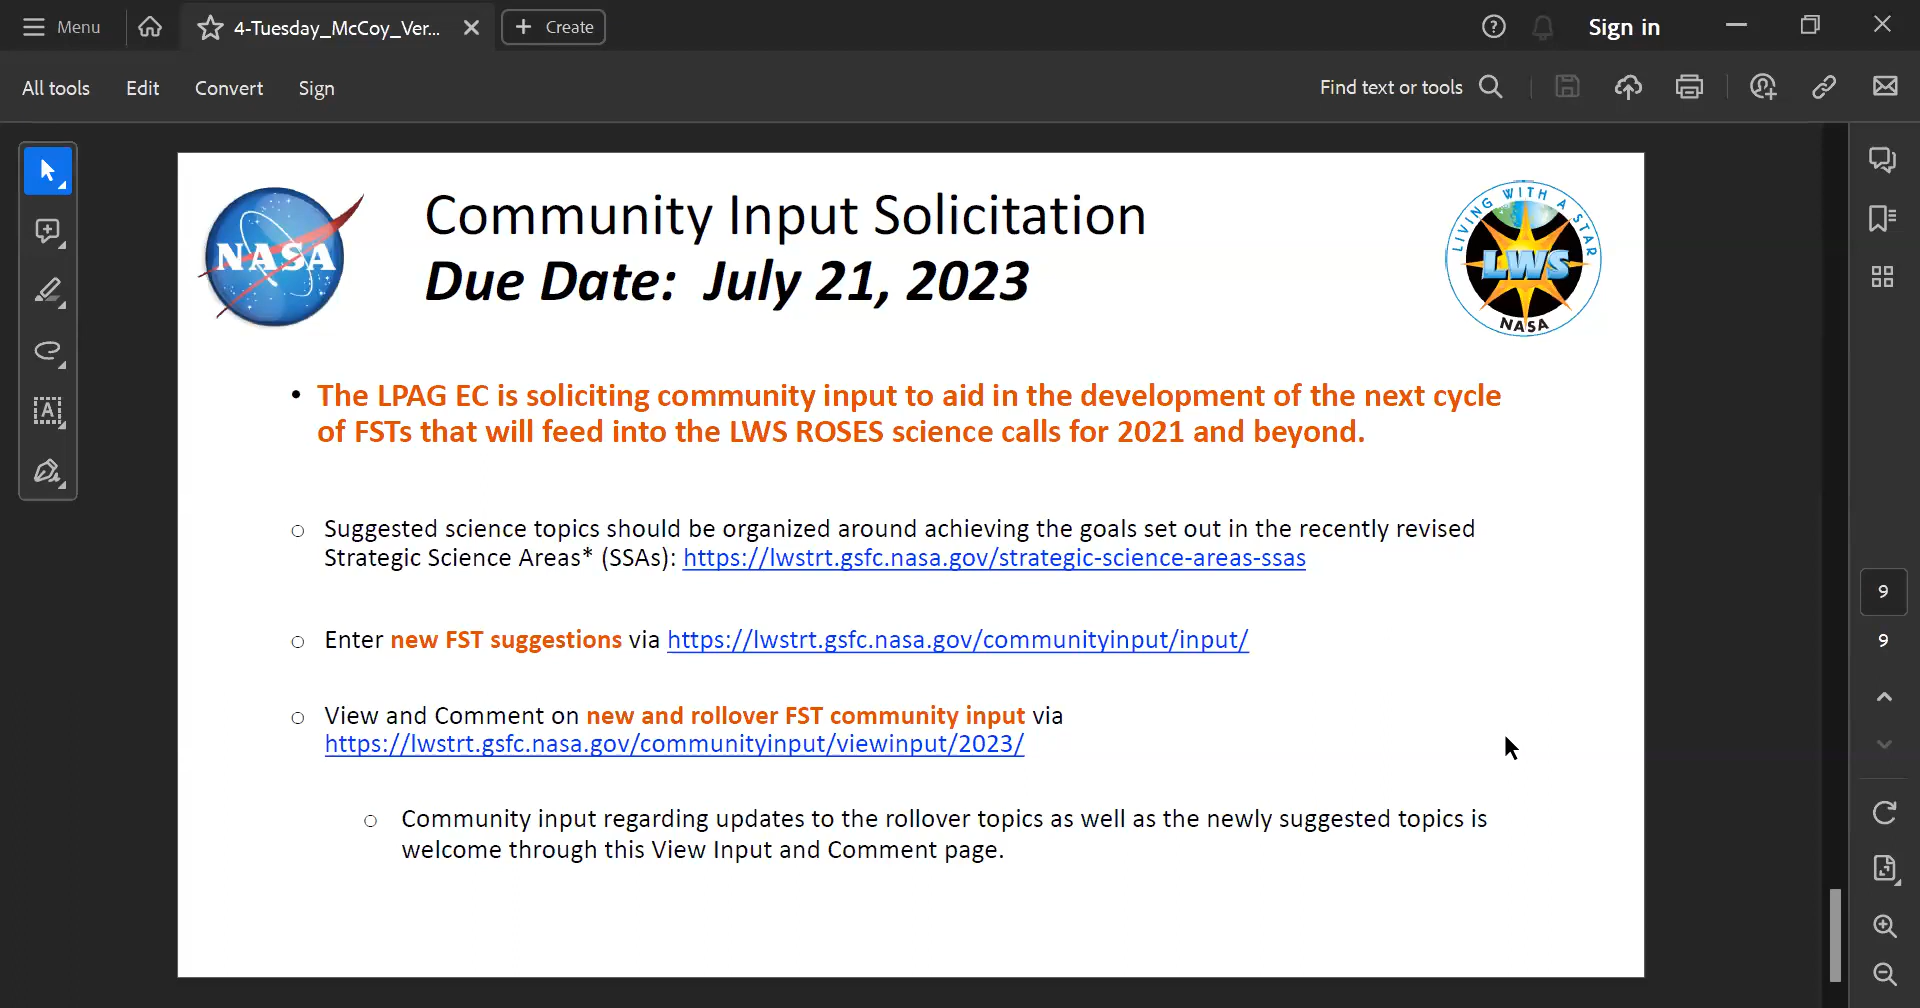 Menu
4-Tuesday_McCoy_Ver...
Create
Sign in
All tools
Edit
Convert
Sign
Find text or tools
NASA
Community Input Solicitation
Due Date: July 21, 2023
LIVING WITH A STAR
LWS
NASA
• The LPAG EC is soliciting community input to aid in the development of the next cycle
of FSTs that will feed into the LWS ROSES science calls for 2021 and beyond.
○ Suggested science topics should be organized around achieving the goals set out in the recently revised
Strategic Science Areas* (SSAs): https://lwstrt.gsfc.nasa.gov/strategic-science-areas-ssas
○ Enter new FST suggestions via https://lwstrt.gsfc.nasa.gov/communityinput/input/
○ View and Comment on new and rollover FST community input via
https://lwstrt.gsfc.nasa.gov/communityinput/viewinput/2023/
○ Community input regarding updates to the rollover topics as well as the newly suggested topics is
welcome through this View Input and Comment page.
9
9